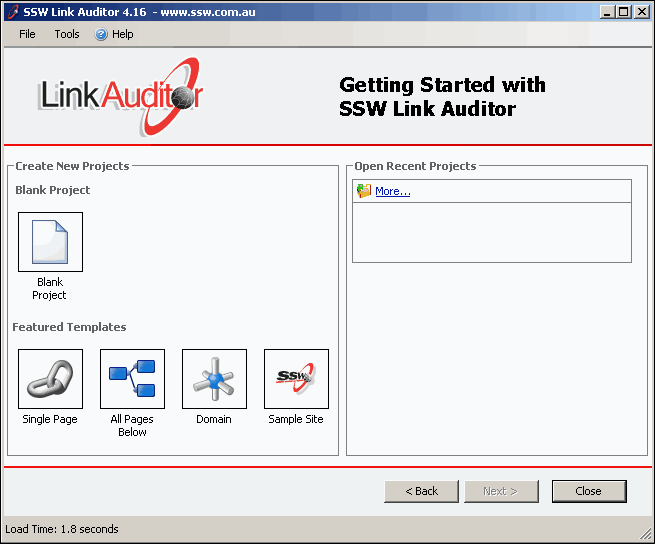 SSW Link Auditor 4.16 - www.ssw.com.au
File Tools Help
LinkAuditor
Getting Started with
SSW Link Auditor
Create New Projects
Blank Project
Blank
Project
Featured Templates
Single Page
All Pages
Below
Domain
SSW
Sample Site
Open Recent Projects
More...
< Back Next > Close
Load Time: 1.8 seconds